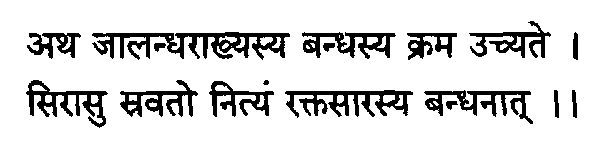 अथ जालन्धराख्यस्य बन्धस्य क्रम उच्यते ।
सिरासु स्रवतो नित्यं रक्तसारस्य बन्धनात् ।।